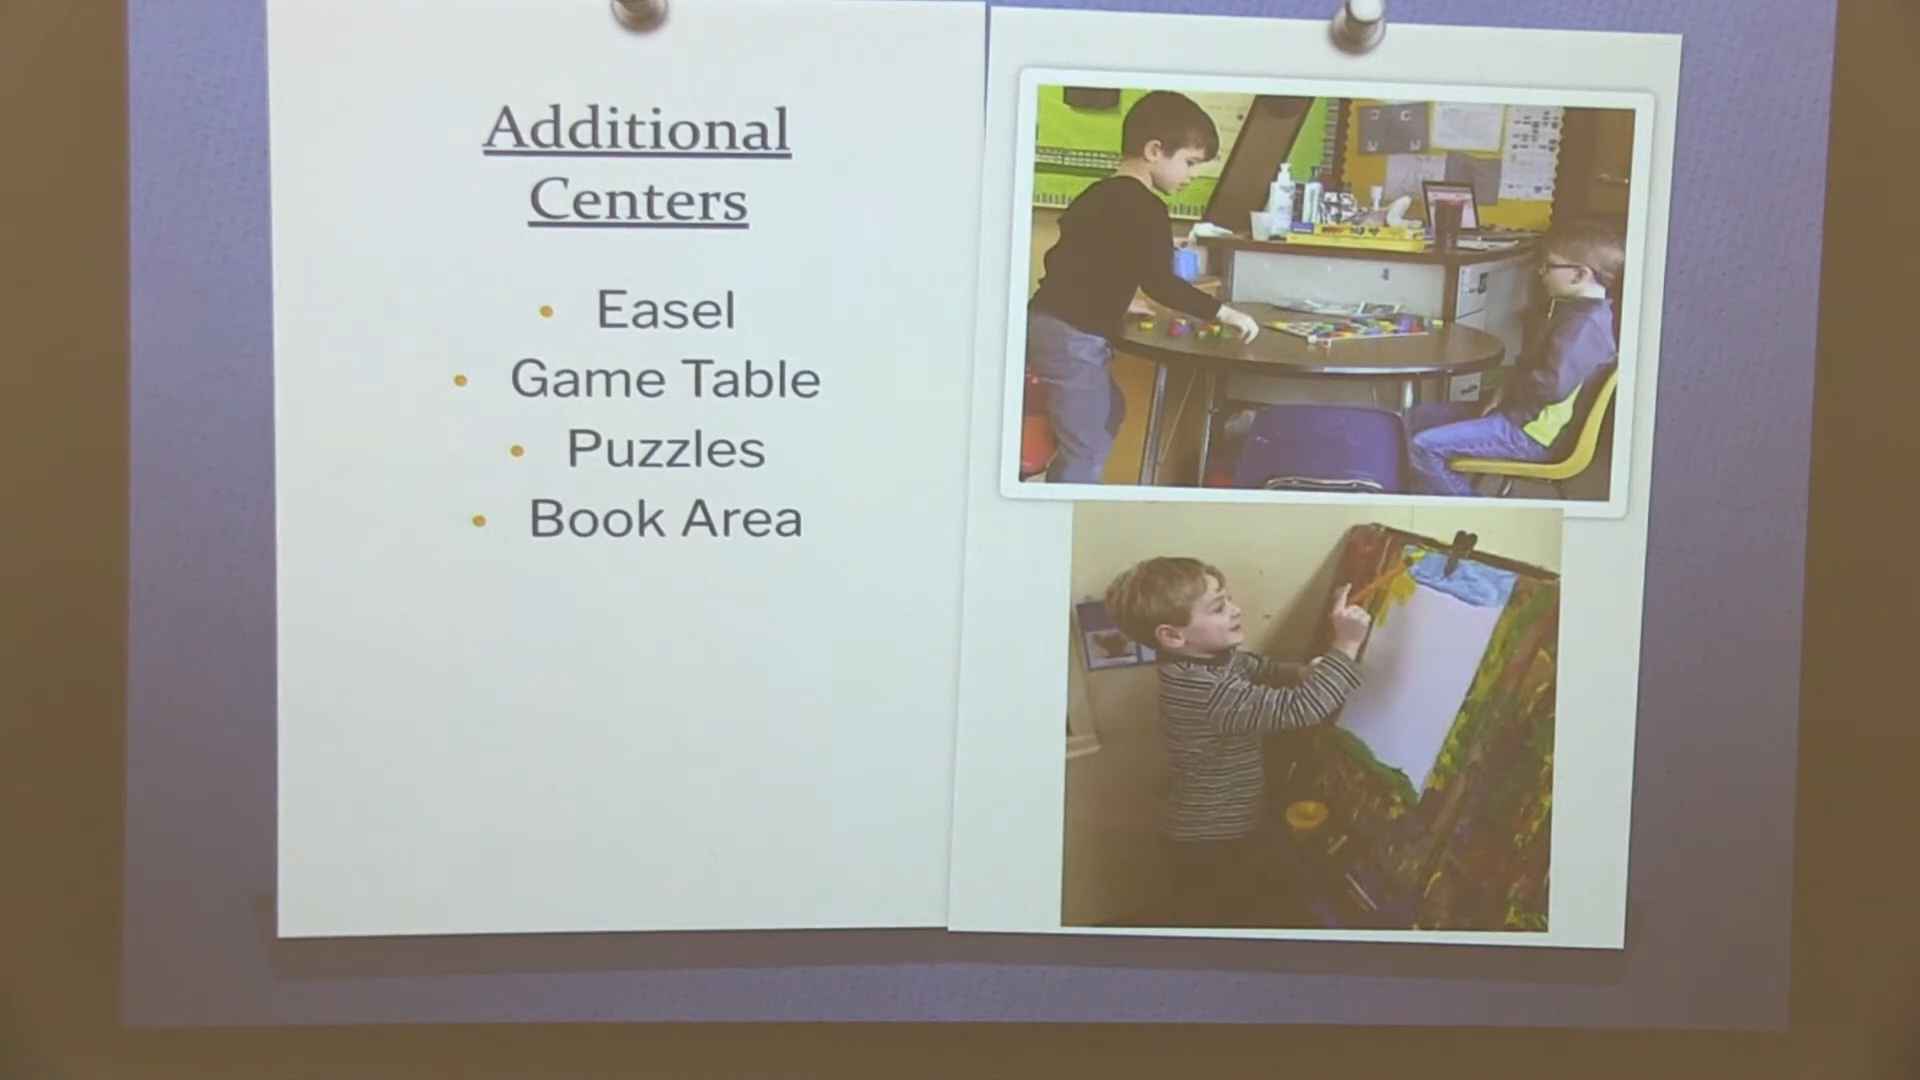 Additional
Centers
• Easel
• Game Table
• Puzzles
• Book Area